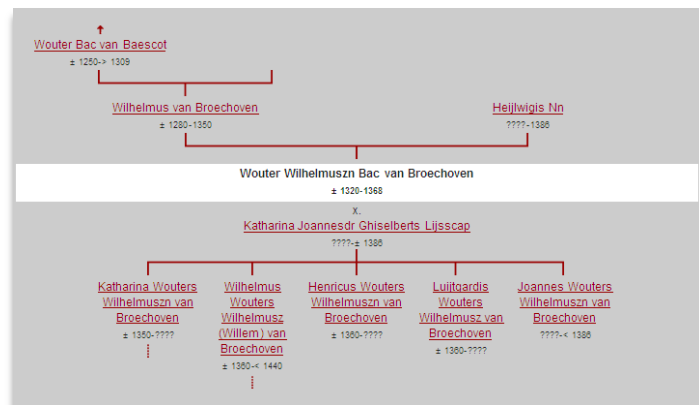 Wouter Bac van Baescot
± 1250-> 1309
Wilhelmus van Broechoven
± 1280-1350
Heijlwigis Nn
????-1386
Wouter Wilhelmuszn Bac van Broechoven
± 1320-1368
x.
Katharina Joannesdr Ghiselberts Lijsscap
????-± 1386
Katharina Wouters
Wilhelmuszn van
Broechoven
± 1360-????
Wilhelmus
Wouters
Wilhelmusz
(Willem) van
Broechoven
± 1360-< 1440
Henricus Wouters
Wilhelmuszn van
Broechoven
± 1360-????
Luijtgardis
Wouters
Wilhelmusz van
Broechoven
± 1360-????
Joannes Wouters
Wilhelmuszn van
Broechoven
????-< 1386